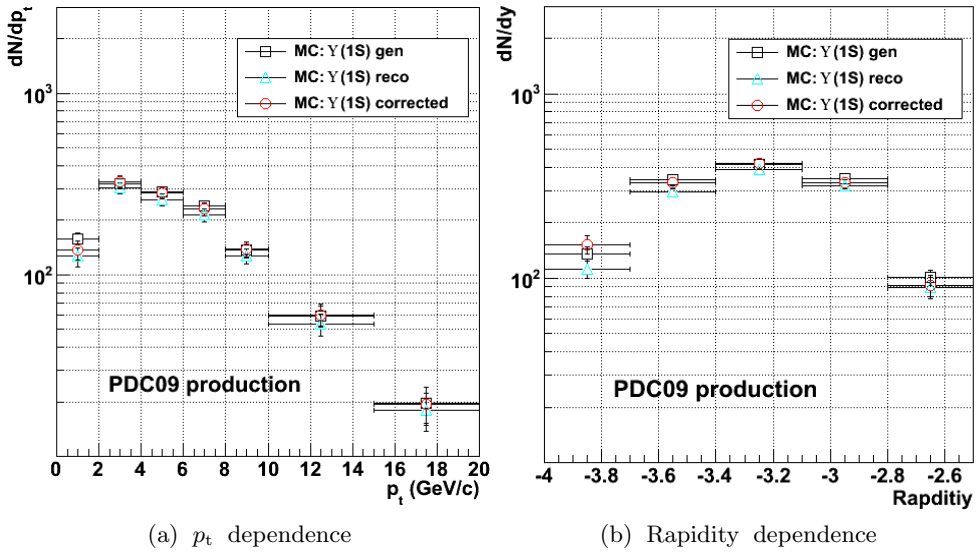 dN/dpt
10³
10²
MC: ϒ(1S) gen
MC: ϒ(1S) reco
MC: ϒ(1S) corrected
PDC09 production
0 2 4 6 8 10 12 14 16 18 20
pt (GeV/c)
(a) pt dependence
dN/dy
10³
10²
MC: ϒ(1S) gen
MC: ϒ(1S) reco
MC: ϒ(1S) corrected
PDC09 production
-4 -3.8 -3.6 -3.4 -3.2 -3 -2.8 -2.6
Rapditiy
(b) Rapidity dependence